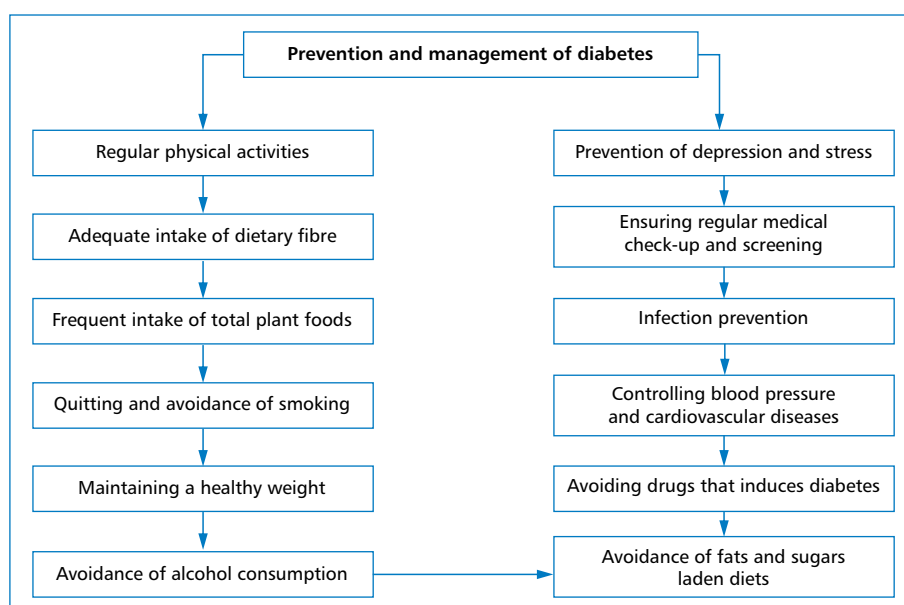 Prevention and management of diabetes
Regular physical activities
Adequate intake of dietary fibre
Frequent intake of total plant foods
Quitting and avoidance of smoking
Maintaining a healthy weight
Avoidance of alcohol consumption
Prevention of depression and stress
Ensuring regular medical
check-up and screening
Infection prevention
Controlling blood pressure
and cardiovascular diseases
Avoiding drugs that induces diabetes
Avoidance of fats and sugars
laden diets